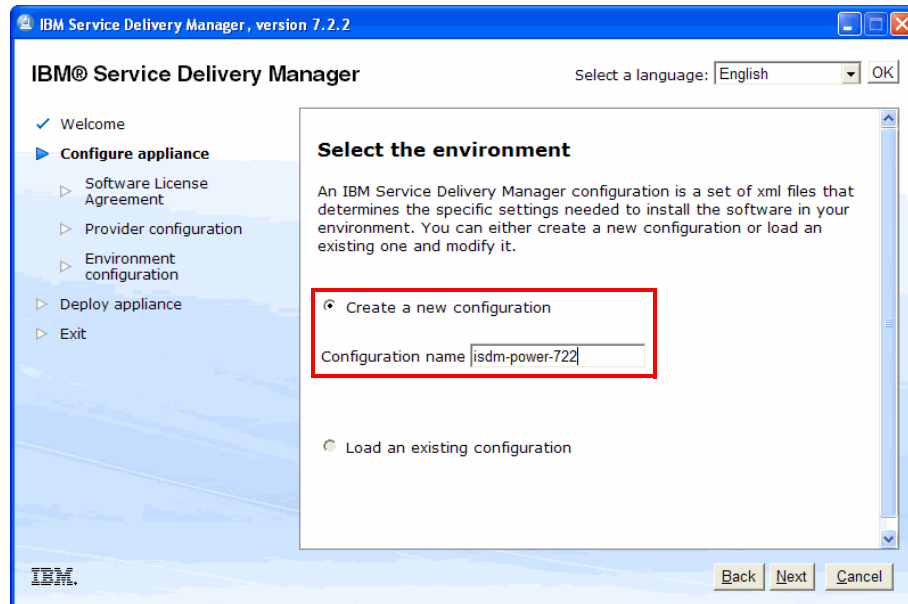 IBM Service Delivery Manager, version 7.2.2
IBM® Service Delivery Manager
Select a language: English OK
Welcome
Configure appliance
Software License
Agreement
Provider configuration
Environment
configuration
Deploy appliance
Exit
Select the environment
An IBM Service Delivery Manager configuration is a set of xml files that
determines the specific settings needed to install the software in your
environment. You can either create a new configuration or load an
existing one and modify it.
Create a new configuration
Configuration name isdm-power-722
Load an existing configuration
IBM.
Back Next Cancel